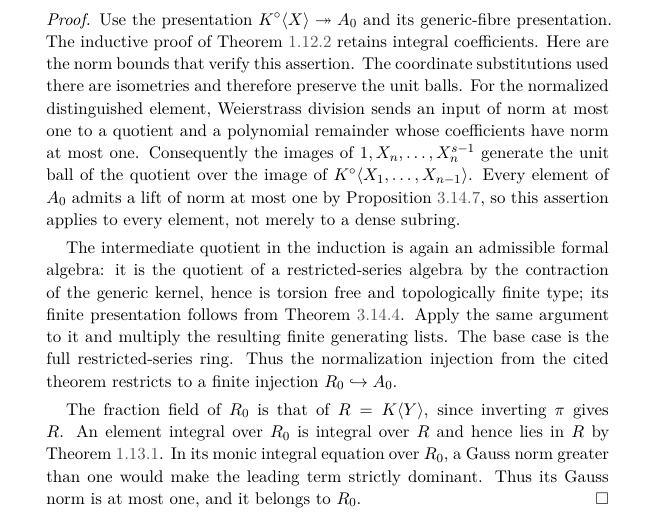 Proof. Use the presentation K°⟨X⟩ ↠ A₀ and its generic-fibre presentation.
The inductive proof of Theorem 1.12.2 retains integral coefficients. Here are
the norm bounds that verify this assertion. The coordinate substitutions used
there are isometries and therefore preserve the unit balls. For the normalized
distinguished element, Weierstrass division sends an input of norm at most
one to a quotient and a polynomial remainder whose coefficients have norm
at most one. Consequently the images of 1, Xₙ, . . . , Xₙˢ⁻¹ generate the unit
ball of the quotient over the image of K°⟨X₁, . . . , Xₙ₋₁⟩. Every element of
A₀ admits a lift of norm at most one by Proposition 3.14.7, so this assertion
applies to every element, not merely to a dense subring.
The intermediate quotient in the induction is again an admissible formal
algebra: it is the quotient of a restricted-series algebra by the contraction
of the generic kernel, hence is torsion free and topologically finite type; its
finite presentation follows from Theorem 3.14.4. Apply the same argument
to it and multiply the resulting finite generating lists. The base case is the
full restricted-series ring. Thus the normalization injection from the cited
theorem restricts to a finite injection R₀ ↪ A₀.
The fraction field of R₀ is that of R = K⟨Y⟩, since inverting π gives
R. An element integral over R₀ is integral over R and hence lies in R by
Theorem 1.13.1. In its monic integral equation over R₀, a Gauss norm greater
than one would make the leading term strictly dominant. Thus its Gauss
norm is at most one, and it belongs to R₀. □